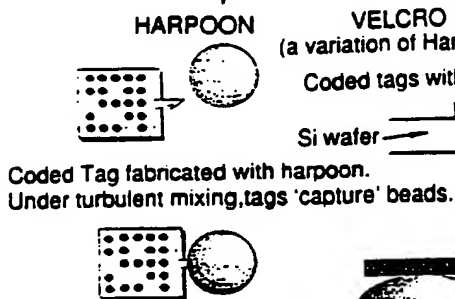 HARPOON
VELCRO
(a variation of Har
Coded tags wit
Si wafer
Coded Tag fabricated with harpoon.
Under turbulent mixing,tags 'capture' beads.